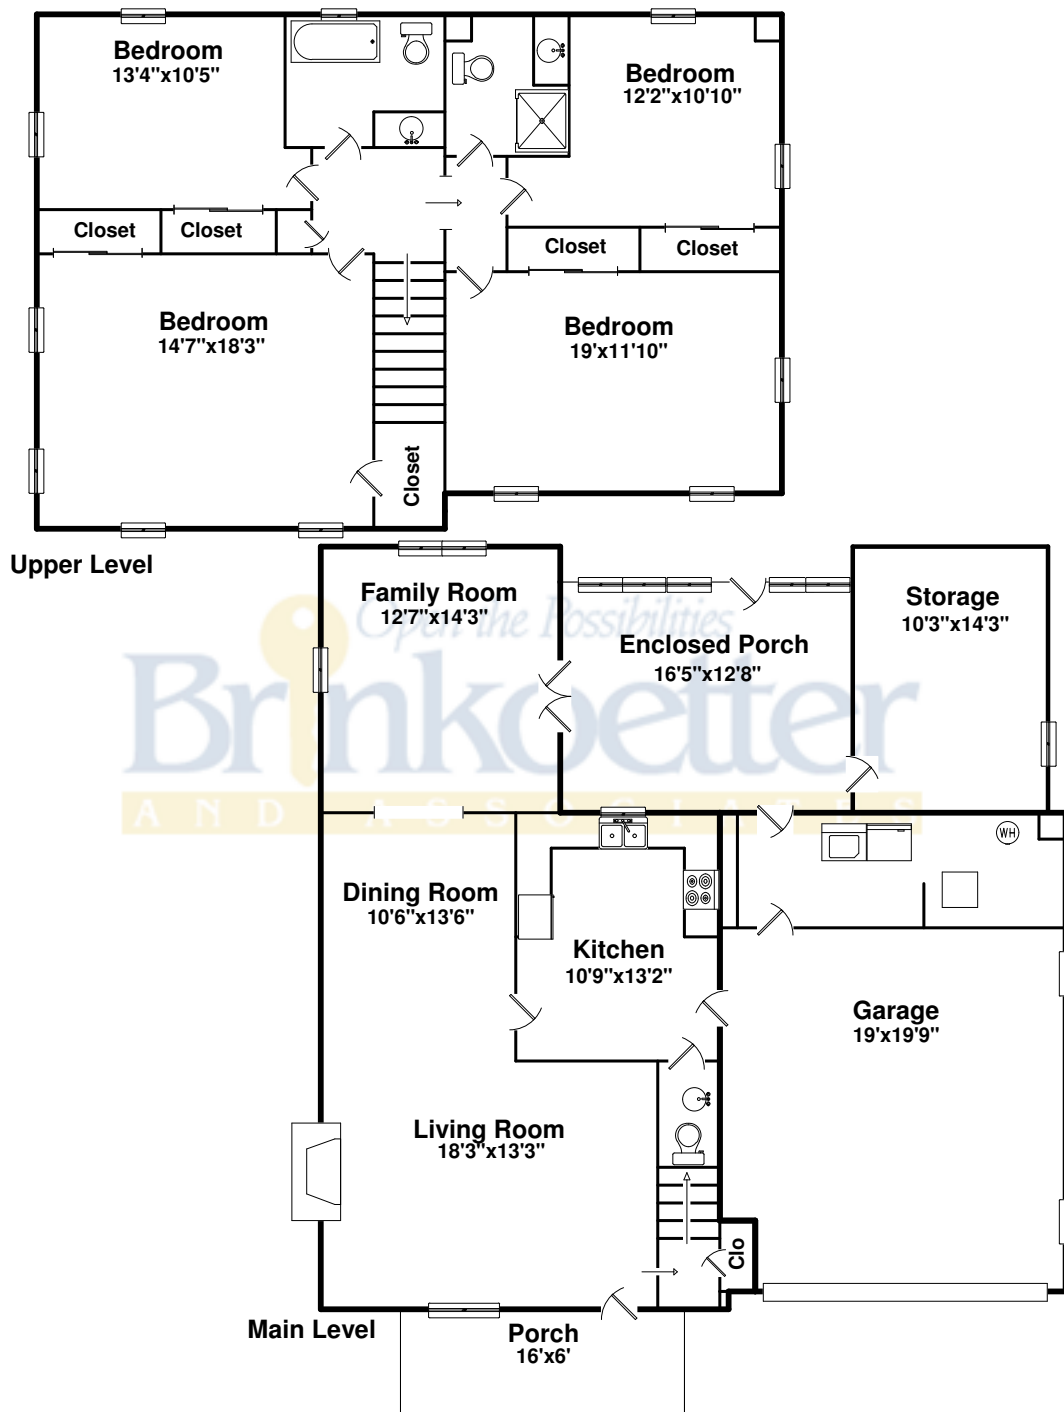 Bedroom
13'4"x10'5"
Bedroom
12'2"x10'10"
Closet
Closet
Closet
Closet
Bedroom
14'7"x18'3"
Bedroom
19'x11'10"
Closet
Upper Level
Family Room
12'7"x14'3"
Open the Possibilities
Enclosed Porch
16'5"x12'8"
Storage
10'3"x14'3"
Brinkoetter
AND ASSOCIATES
WH
Dining Room
10'6"x13'6"
Kitchen
10'9"x13'2"
Garage
19'x19'9"
Living Room
18'3"x13'3"
Clo
Main Level
Porch
16'x6'